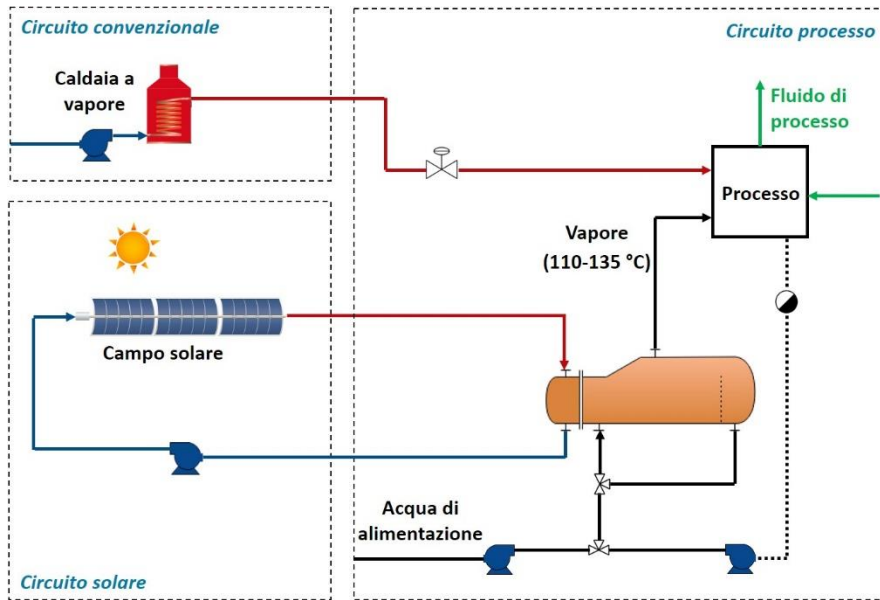 Circuito convenzionale
Caldaia a
vapore
Circuito processo
Fluido di
processo
Processo
Vapore
(110-135 °C)
Campo solare
Acqua di
alimentazione
Circuito solare